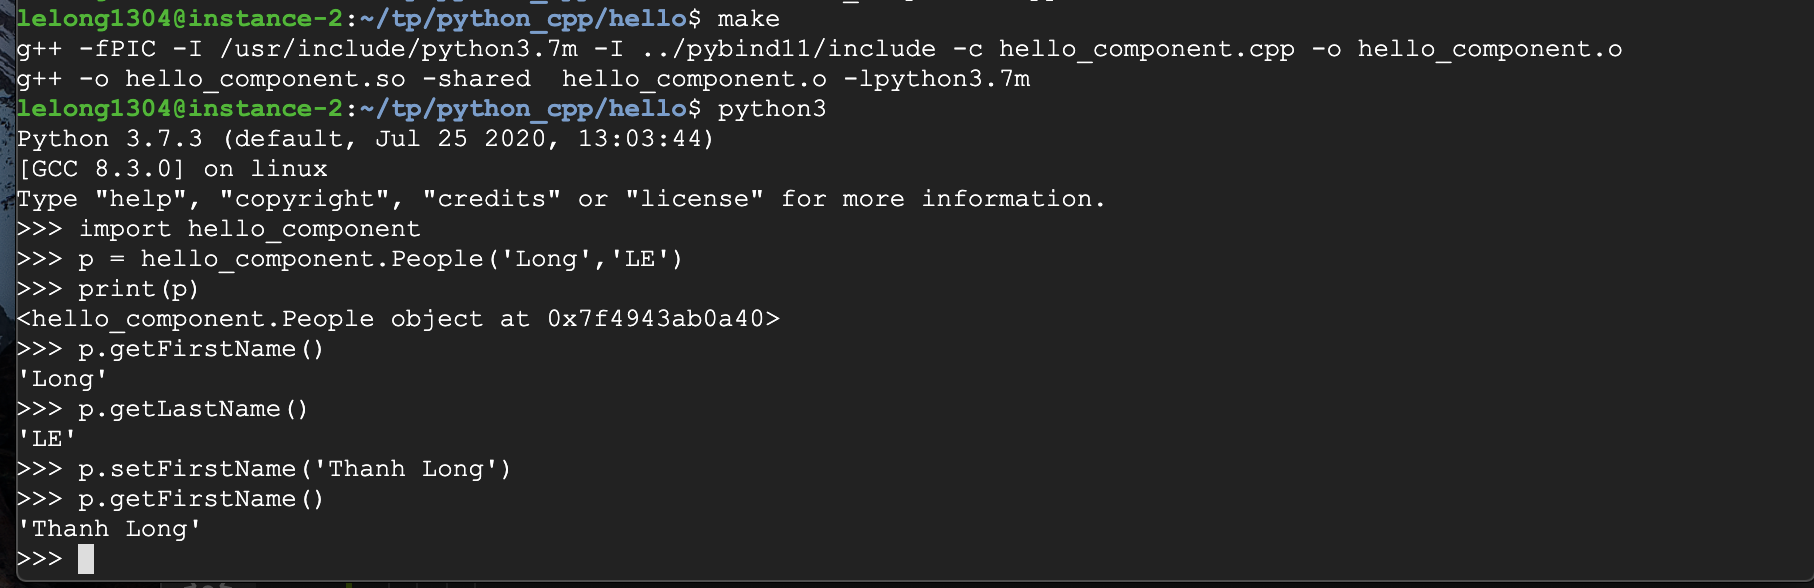 lelong1304@instance-2:~/tp/python_cpp/hello$ make
g++ -fPIC -I /usr/include/python3.7m -I ../pybind11/include -c hello_component.cpp -o hello_component.o
g++ -o hello_component.so -shared  hello_component.o -lpython3.7m
lelong1304@instance-2:~/tp/python_cpp/hello$ python3
Python 3.7.3 (default, Jul 25 2020, 13:03:44)
[GCC 8.3.0] on linux
Type "help", "copyright", "credits" or "license" for more information.
>>> import hello_component
>>> p = hello_component.People('Long','LE')
>>> print(p)
<hello_component.People object at 0x7f4943ab0a40>
>>> p.getFirstName()
'Long'
>>> p.getLastName()
'LE'
>>> p.setFirstName('Thanh Long')
>>> p.getFirstName()
'Thanh Long'
>>>